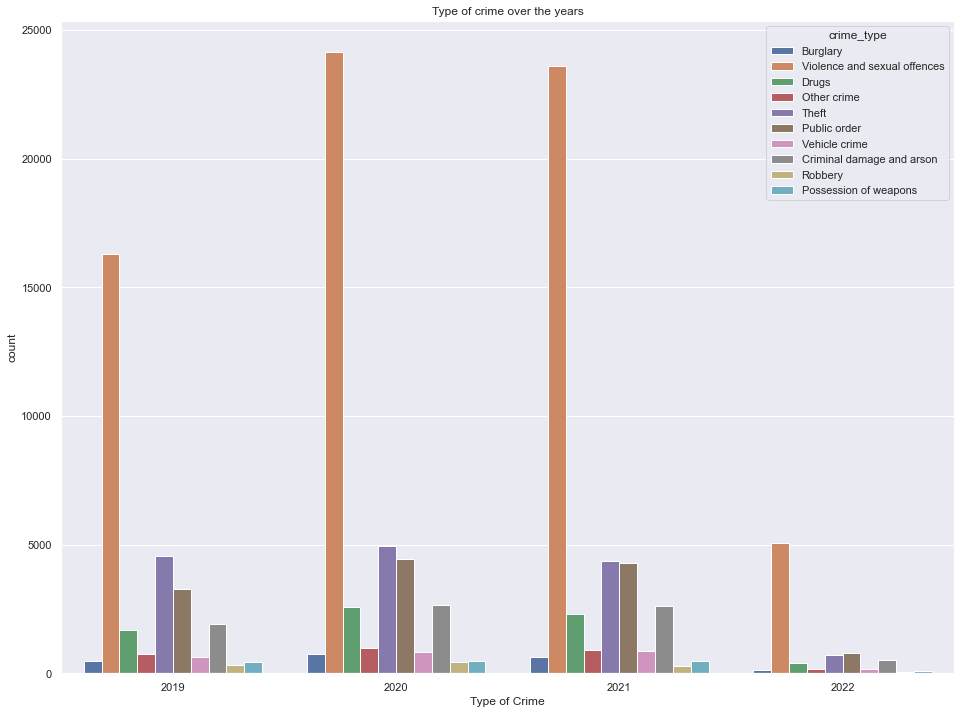 Type of crime over the years
crime_type
Burglary
Violence and sexual offences
Drugs
Other crime
Theft
Public order
Vehicle crime
Criminal damage and arson
Robbery
Possession of weapons
25000
20000
15000
10000
5000
0
count
2019 2020 2021 2022
Type of Crime